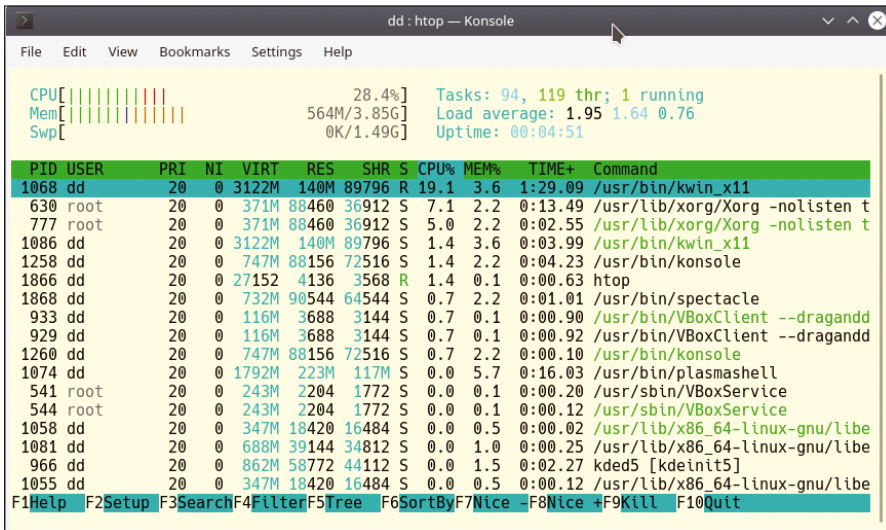 dd : htop — Konsole
File Edit View Bookmarks Settings Help
CPU[||||||||||||| 28.4%] Tasks: 94, 119 thr; 1 running
Mem[||||||||||||||| 564M/3.85G] Load average: 1.95 1.64 0.76
Swp[ 0K/1.49G] Uptime: 00:04:51
PID USER PRI NI VIRT RES SHR S CPU% MEM% TIME+ Command
1068 dd 20 0 3122M 140M 89796 R 19.1 3.6 1:29.09 /usr/bin/kwin_x11
630 root 20 0 371M 88460 36912 S 7.1 2.2 0:13.49 /usr/lib/xorg/Xorg -nolisten t
777 root 20 0 371M 88460 36912 S 5.0 2.2 0:02.55 /usr/lib/xorg/Xorg -nolisten t
1086 dd 20 0 3122M 140M 89796 S 1.4 3.6 0:03.99 /usr/bin/kwin_x11
1258 dd 20 0 747M 88156 72516 S 1.4 2.2 0:04.23 /usr/bin/konsole
1866 dd 20 0 27152 4136 3568 R 1.4 0.1 0:00.63 htop
1868 dd 20 0 732M 90544 64544 S 0.7 2.2 0:01.01 /usr/bin/spectacle
933 dd 20 0 116M 3688 3144 S 0.7 0.1 0:00.90 /usr/bin/VBoxClient --dragandd
929 dd 20 0 116M 3688 3144 S 0.7 0.1 0:00.92 /usr/bin/VBoxClient --dragandd
1260 dd 20 0 747M 88156 72516 S 0.7 2.2 0:00.10 /usr/bin/konsole
1074 dd 20 0 1792M 223M 117M S 0.0 5.7 0:16.03 /usr/bin/plasmashell
541 root 20 0 243M 2204 1772 S 0.0 0.1 0:00.20 /usr/sbin/VBoxService
544 root 20 0 243M 2204 1772 S 0.0 0.1 0:00.12 /usr/sbin/VBoxService
1058 dd 20 0 347M 18420 16484 S 0.0 0.5 0:00.02 /usr/lib/x86_64-linux-gnu/libe
1081 dd 20 0 688M 39144 34812 S 0.0 1.0 0:00.25 /usr/lib/x86_64-linux-gnu/libe
966 dd 20 0 862M 58772 44112 S 0.0 1.5 0:02.27 kded5 [kdeinit5]
1055 dd 20 0 347M 18420 16484 S 0.0 0.5 0:00.12 /usr/lib/x86_64-linux-gnu/libe
F1Help F2Setup F3SearchF4FilterF5Tree F6SortByF7Nice -F8Nice +F9Kill F10Quit